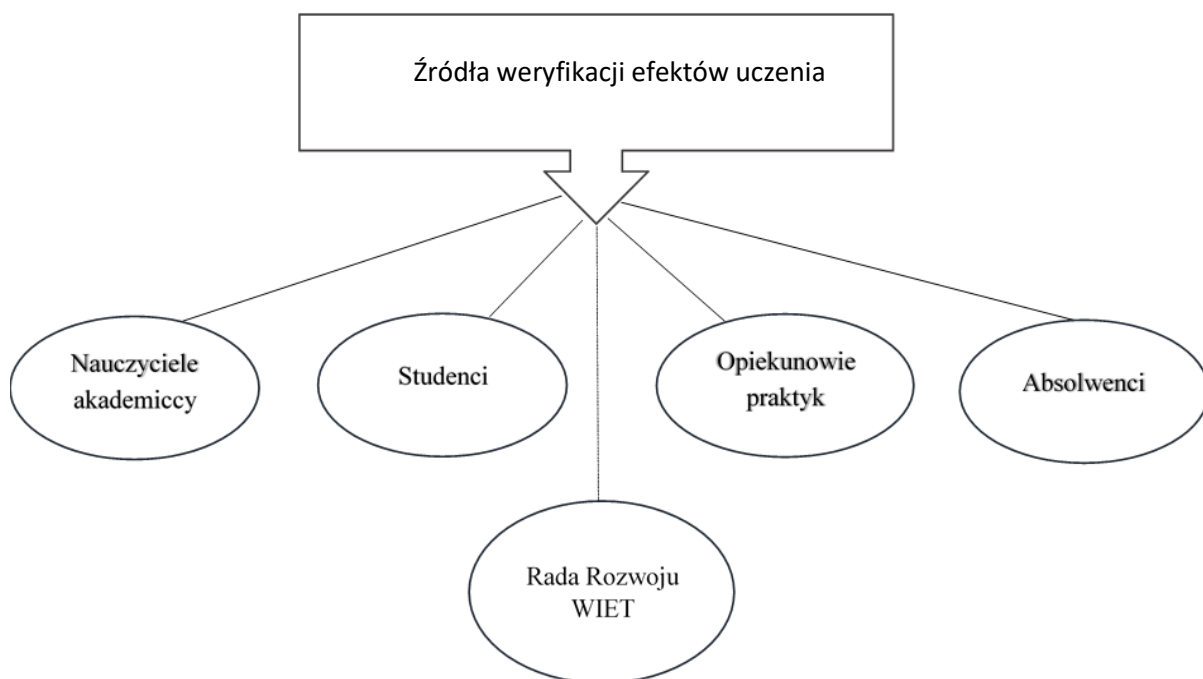 Źródła weryfikacji efektów uczenia
Nauczyciele
akademiccy
Studenci
Opiekunowie
praktyk
Absolwenci
Rada Rozwoju
WIET